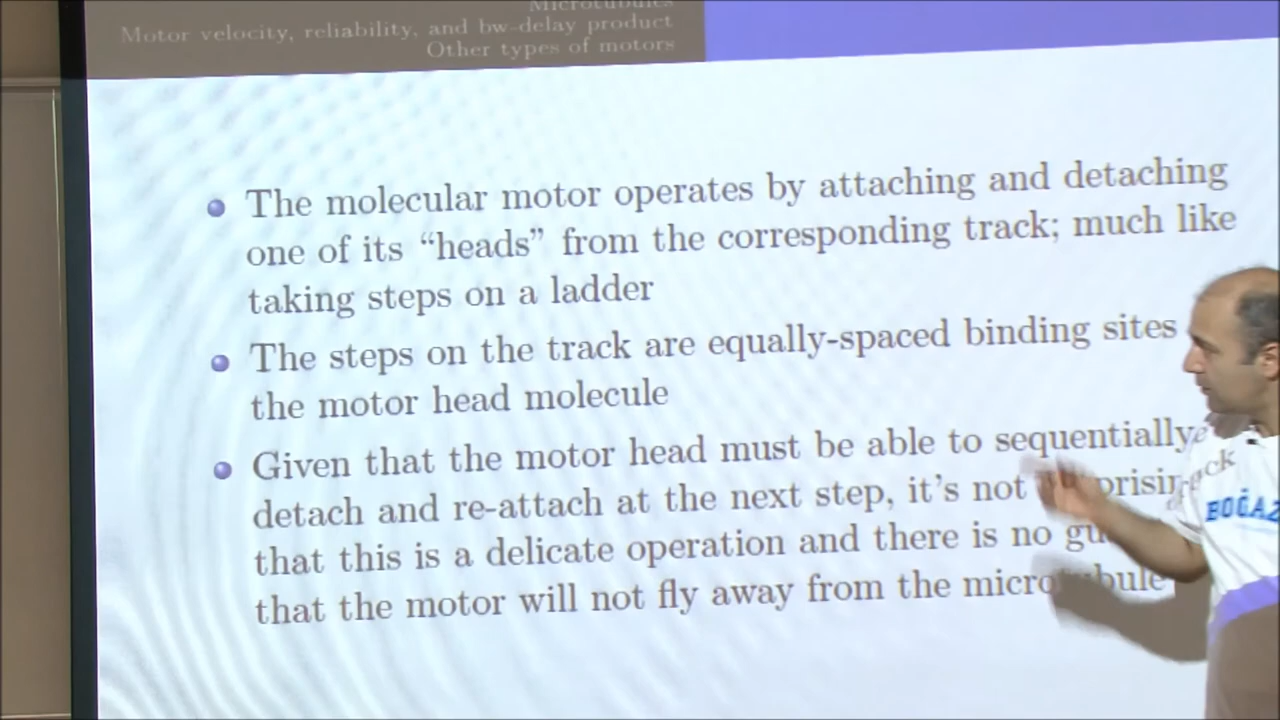 Microtubules
Motor velocity, reliability, and bw-delay product
Other types of motors
The molecular motor operates by attaching and detaching
one of its “heads” from the corresponding track; much like
taking steps on a ladder
The steps on the track are equally-spaced binding sites
the motor head molecule
Given that the motor head must be able to sequentially
detach and re-attach at the next step, it's not
that this is a delicate operation and there is no
that the motor will not fly away from the microtubule